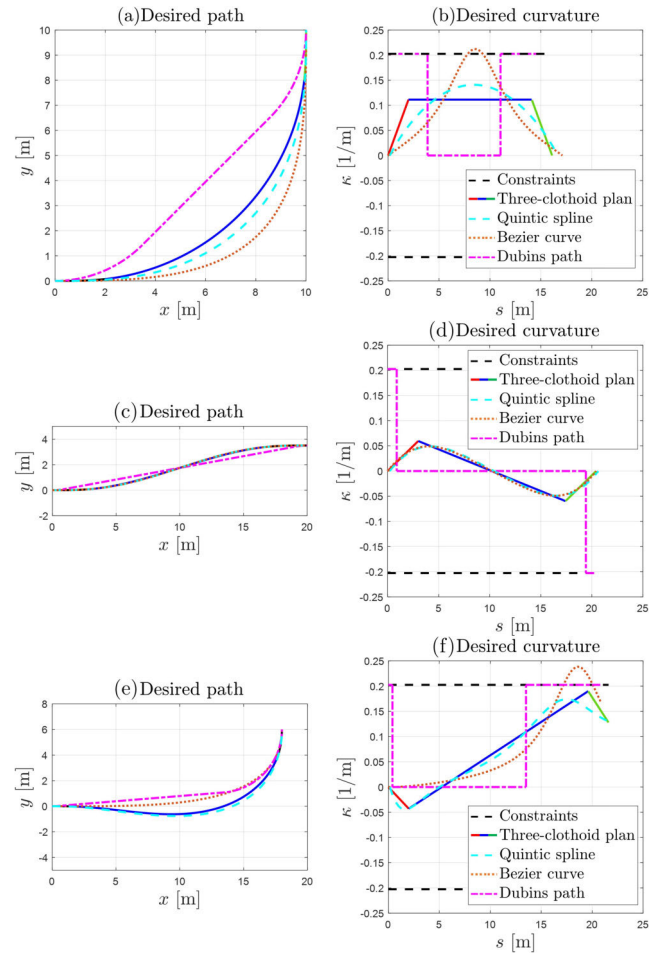 (a)Desired path
10
9
8
7
6
5
4
3
2
1
0
y [m]
0 2 4 6 8 10
x [m]
(b)Desired curvature
0.25
0.2
0.15
0.1
0.05
0
-0.05
-0.1
-0.15
-0.2
-0.25
κ [1/m]
0 5 10 15 20 25
s [m]
Constraints
Three-clothoid plan
Quintic spline
Bezier curve
Dubins path
(c)Desired path
4
2
0
-2
y [m]
0 5 10 15 20
x [m]
(d)Desired curvature
0.25
0.2
0.15
0.1
0.05
0
-0.05
-0.1
-0.15
-0.2
-0.25
κ [1/m]
0 5 10 15 20 25
s [m]
Constraints
Three-clothoid plan
Quintic spline
Bezier curve
Dubins path
(e)Desired path
8
6
4
2
0
-2
-4
y [m]
0 5 10 15 20
x [m]
(f)Desired curvature
0.25
0.2
0.15
0.1
0.05
0
-0.05
-0.1
-0.15
-0.2
-0.25
κ [1/m]
0 5 10 15 20 25
s [m]
Constraints
Three-clothoid plan
Quintic spline
Bezier curve
Dubins path